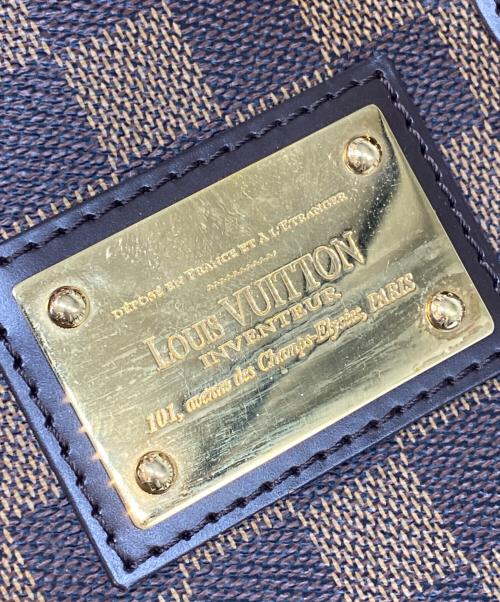 DÉPOSÉ EN FRANCE ET À L'ÉTRANGER
LOUIS VUITTON
INVENTEUR
101, avenue des Champs-Elysées, PARIS